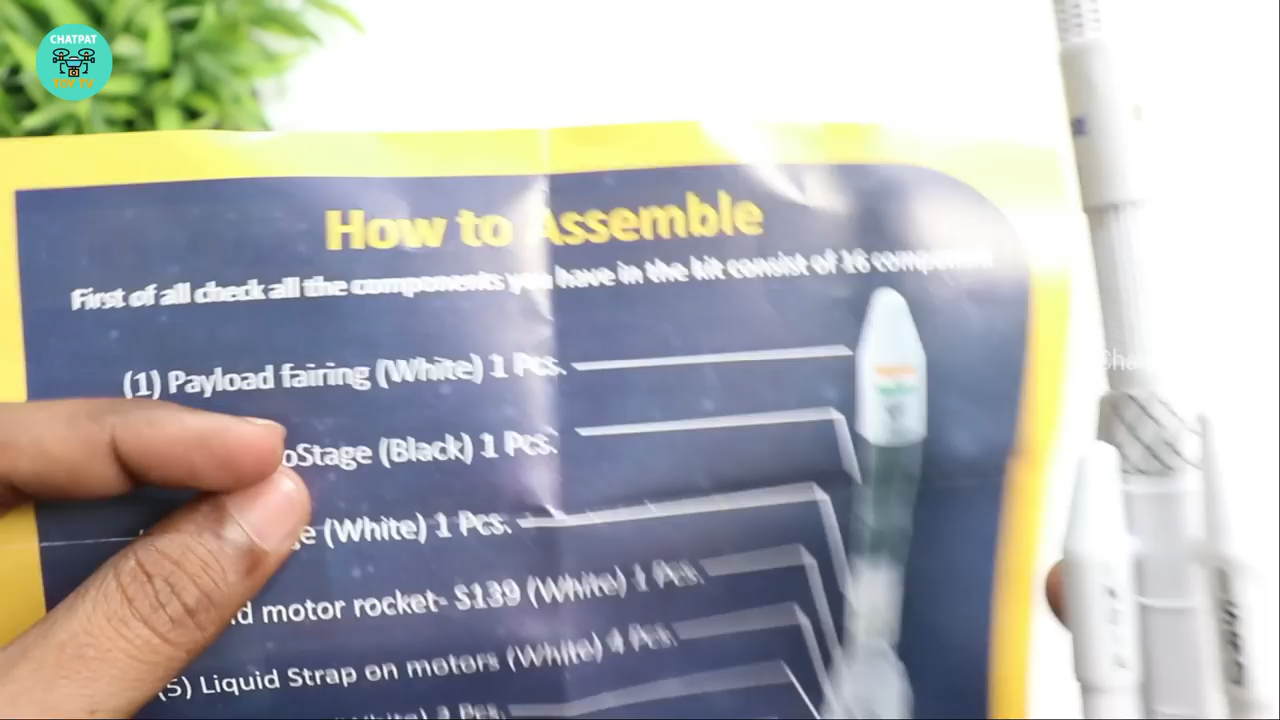 CHATPAT
TOY TV
How to Assemble
First of all check all the components you have in the kit consist of 16
(1) Payload fairing (White) 1 Pcs.
oStage (Black) 1 Pcs.
(White) 1 Pcs.
motor rocket- S139 (White) 1 Pcs.
(5) Liquid Strap on motors (White) 4 Pcs.